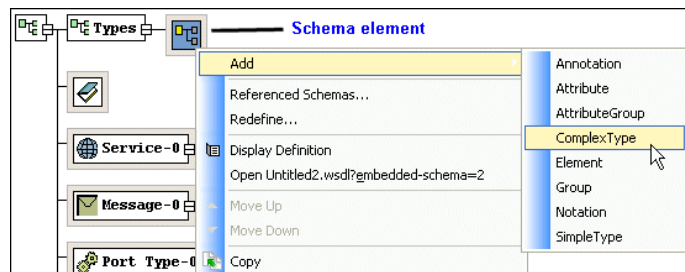 Types
Schema element
Add
Referenced Schemas...
Redefine...
Display Definition
Open Untitled2.wsdl?embedded-schema=2
Move Up
Move Down
Copy
Annotation
Attribute
AttributeGroup
ComplexType
Element
Group
Notation
SimpleType
Service-0
Message-0
Port Type-0